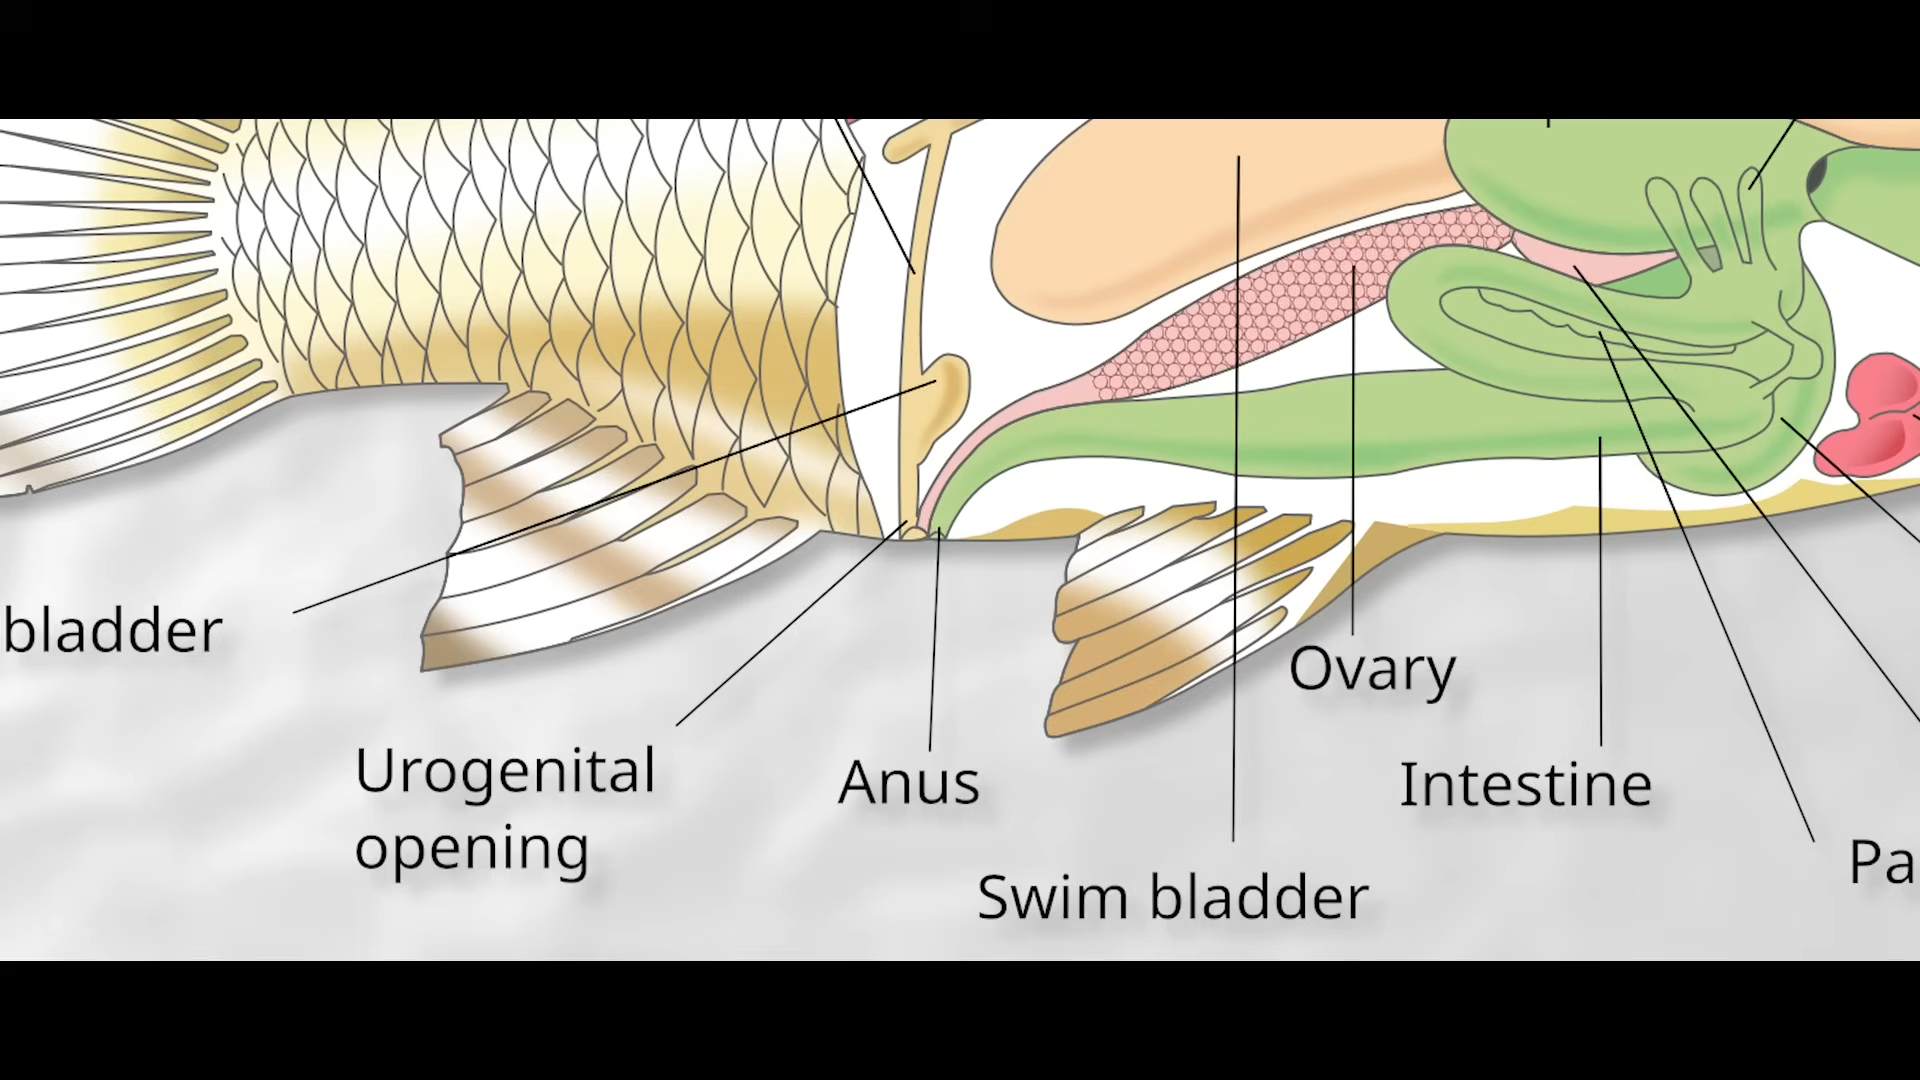 bladder
Urogenital
opening
Anus
Swim bladder
Ovary
Intestine
Pa